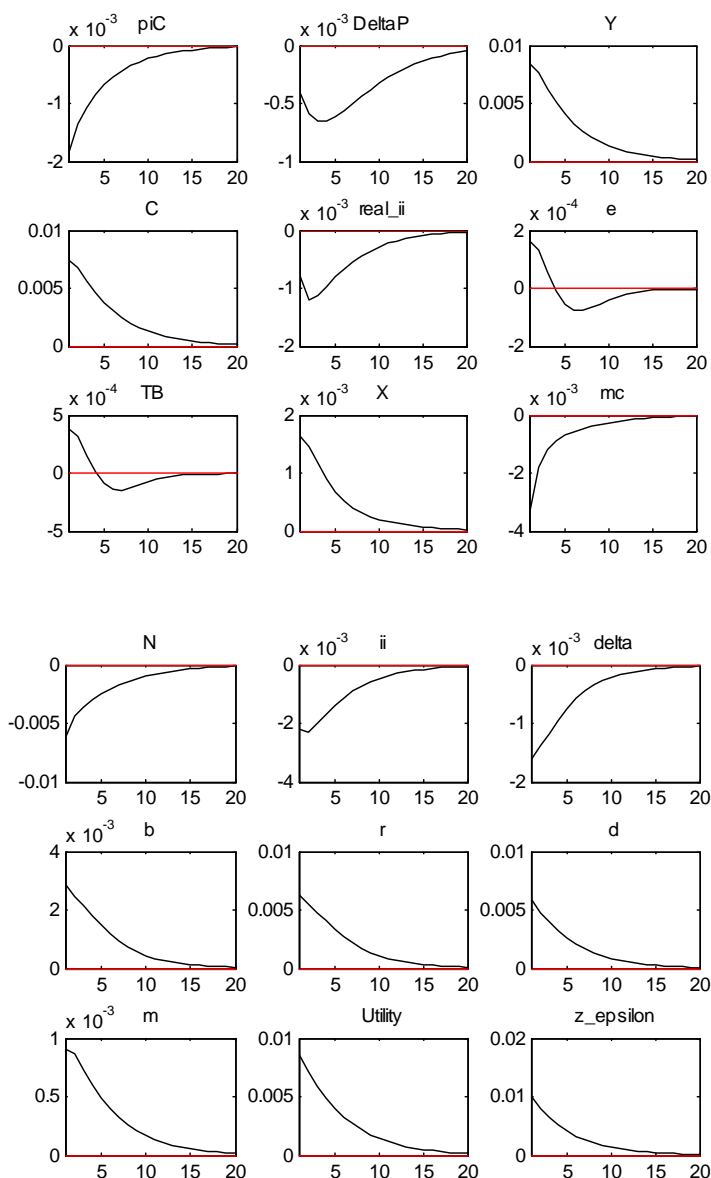 piC DeltaP Y
x 10^-3 x 10^-3
0 0 0.01
-1 -0.5 0.005
-2 -1 0
5 10 15 20 5 10 15 20 5 10 15 20
C real_ii e
x 10^-3 x 10^-4
0.01 0 2
0.005 -1 0
0 -2 -2
5 10 15 20 5 10 15 20 5 10 15 20
TB X mc
x 10^-4 x 10^-3 x 10^-3
5 2 0
0 1 -2
-5 0 -4
5 10 15 20 5 10 15 20 5 10 15 20
N ii delta
x 10^-3 x 10^-3
0 0 0
-0.005 -2 -1
-0.01 -4 -2
5 10 15 20 5 10 15 20 5 10 15 20
b r d
x 10^-3
4 0.01 0.01
2 0.005 0.005
0 0 0
5 10 15 20 5 10 15 20 5 10 15 20
m Utility z_epsilon
x 10^-3
1 0.01 0.02
0.5 0.005 0.01
0 0 0
5 10 15 20 5 10 15 20 5 10 15 20